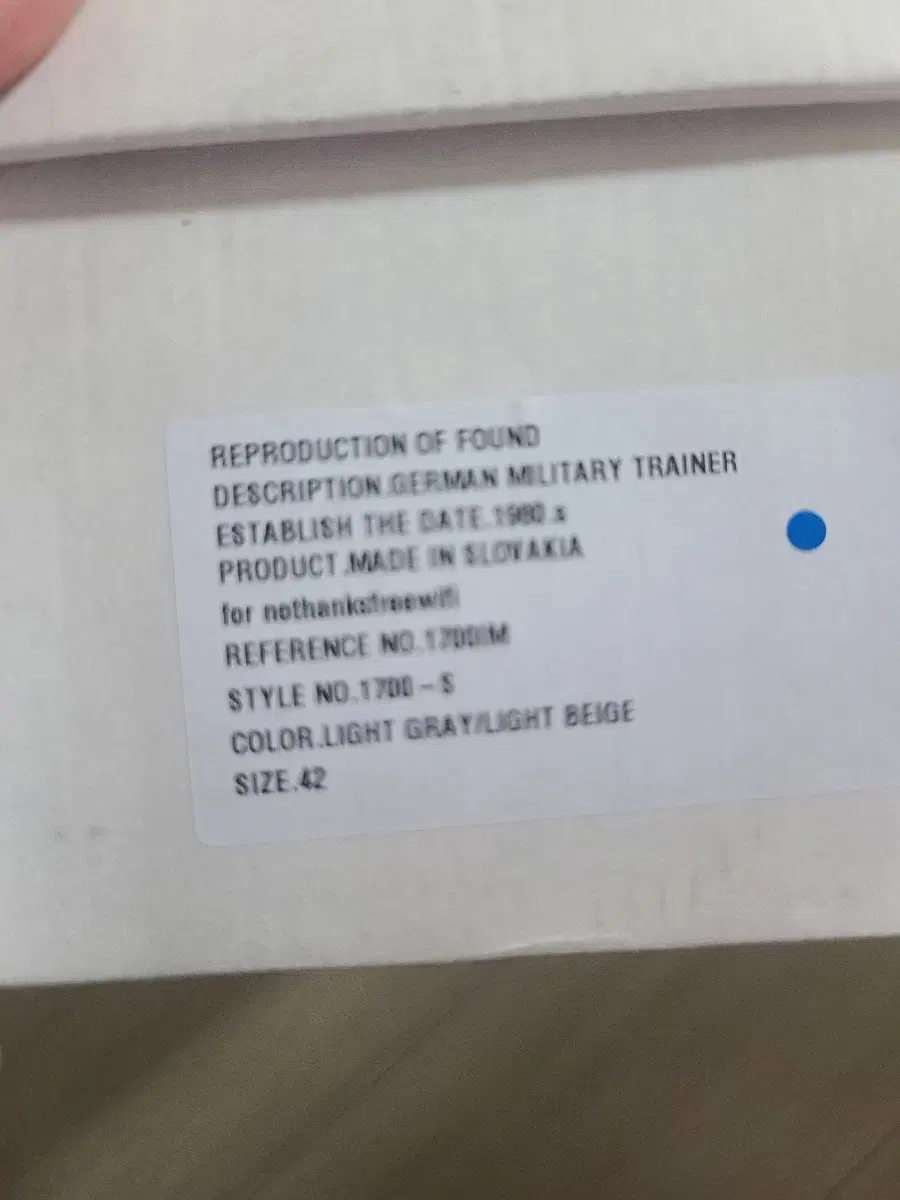 REPRODUCTION OF FOUND
DESCRIPTION.GERMAN MILITARY TRAINER
ESTABLISH THE DATE.1980.s
PRODUCT.MADE IN SLOVAKIA
for nothanksfreewifi
REFERENCE NO.1700IM
STYLE NO.1700-S
COLOR.LIGHT GRAY/LIGHT BEIGE
SIZE.42